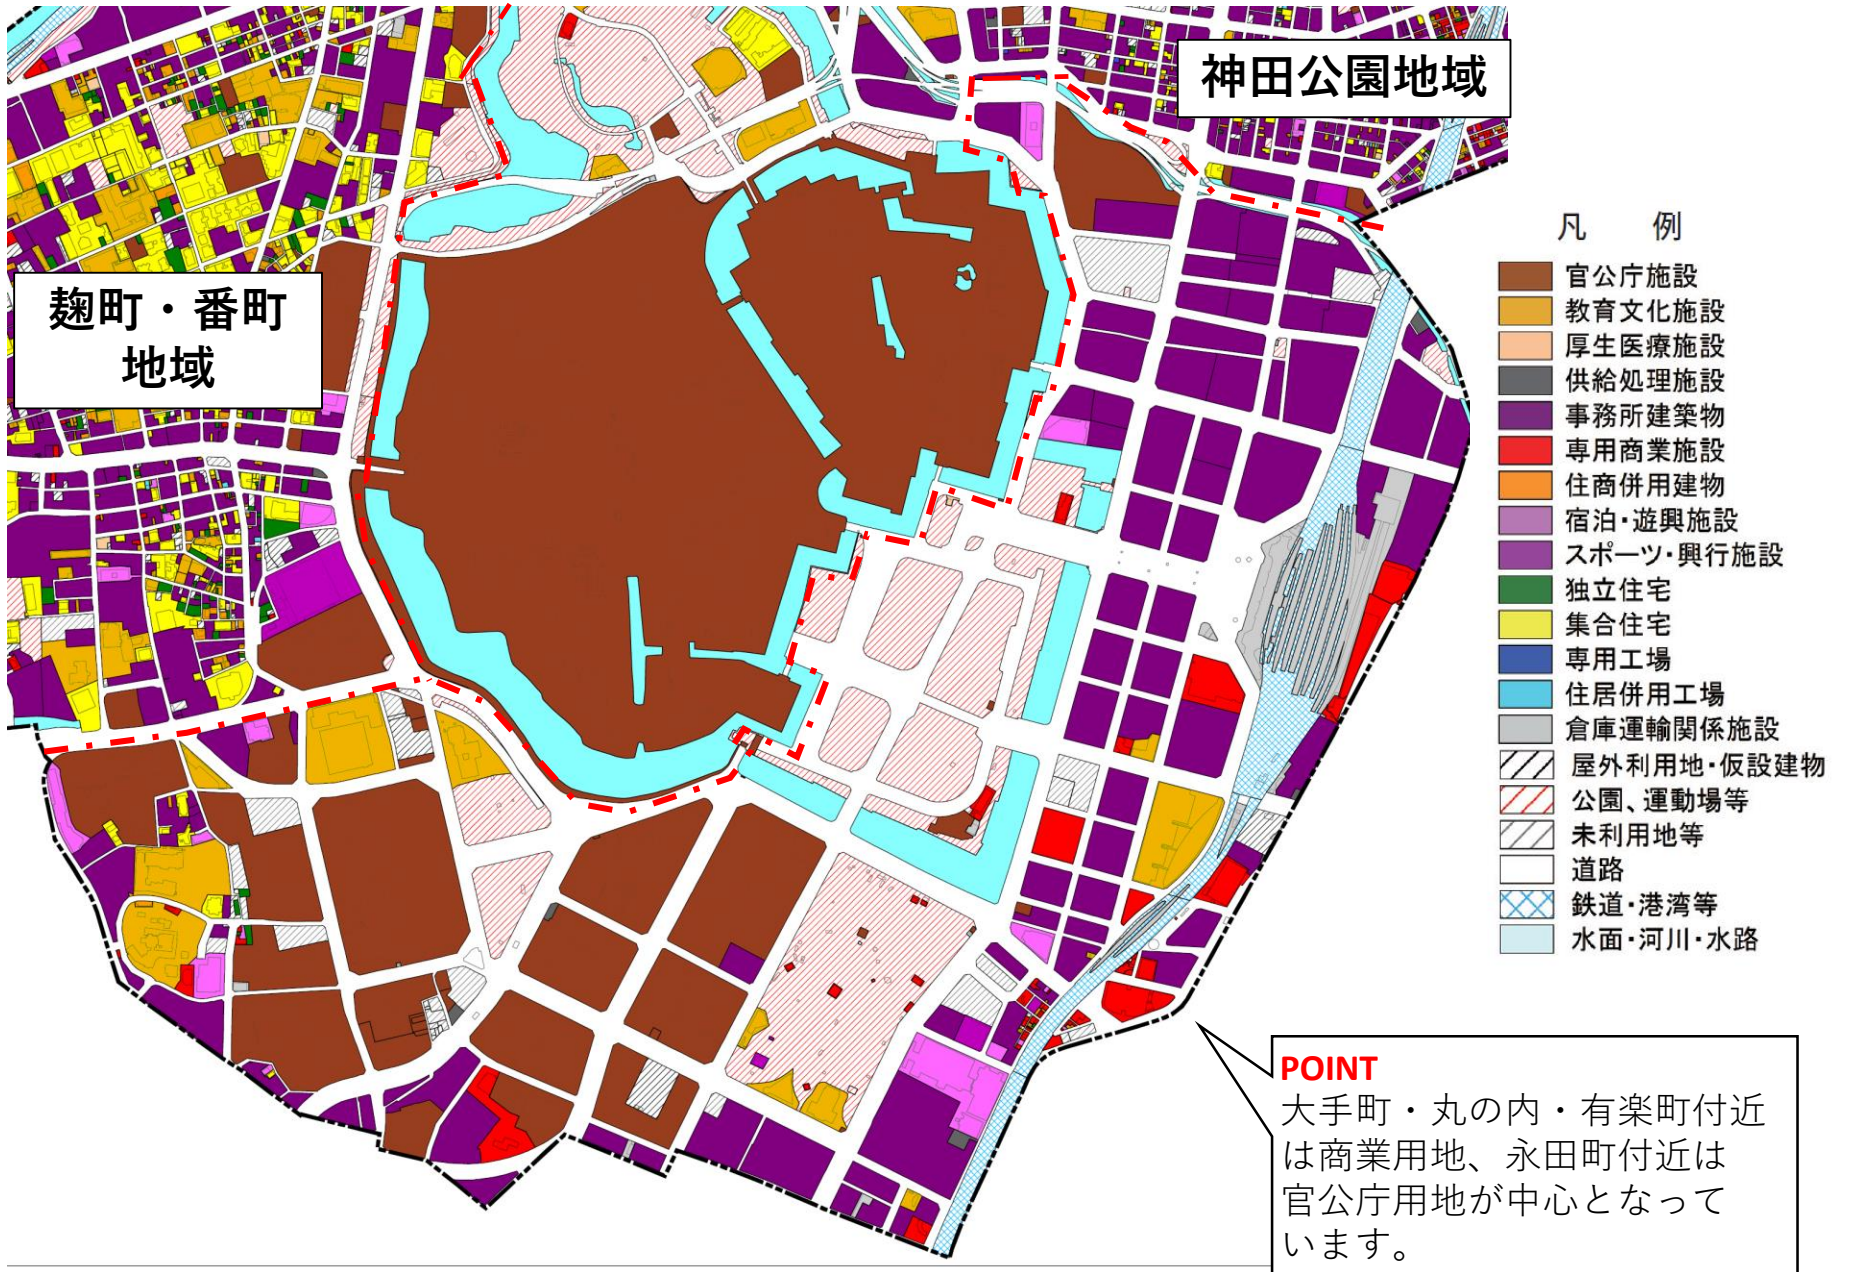 神田公園地域
麹町・番町
地域
凡 例
官公庁施設
教育文化施設
厚生医療施設
供給処理施設
事務所建築物
専用商業施設
住商併用建物
宿泊・遊興施設
スポーツ・興行施設
独立住宅
集合住宅
専用工場
住居併用工場
倉庫運輸関係施設
屋外利用地・仮設建物
公園、運動場等
未利用地等
道路
鉄道・港湾等
水面・河川・水路
POINT
大手町・丸の内・有楽町付近
は商業用地、永田町付近は
官公庁用地が中心となって
います。